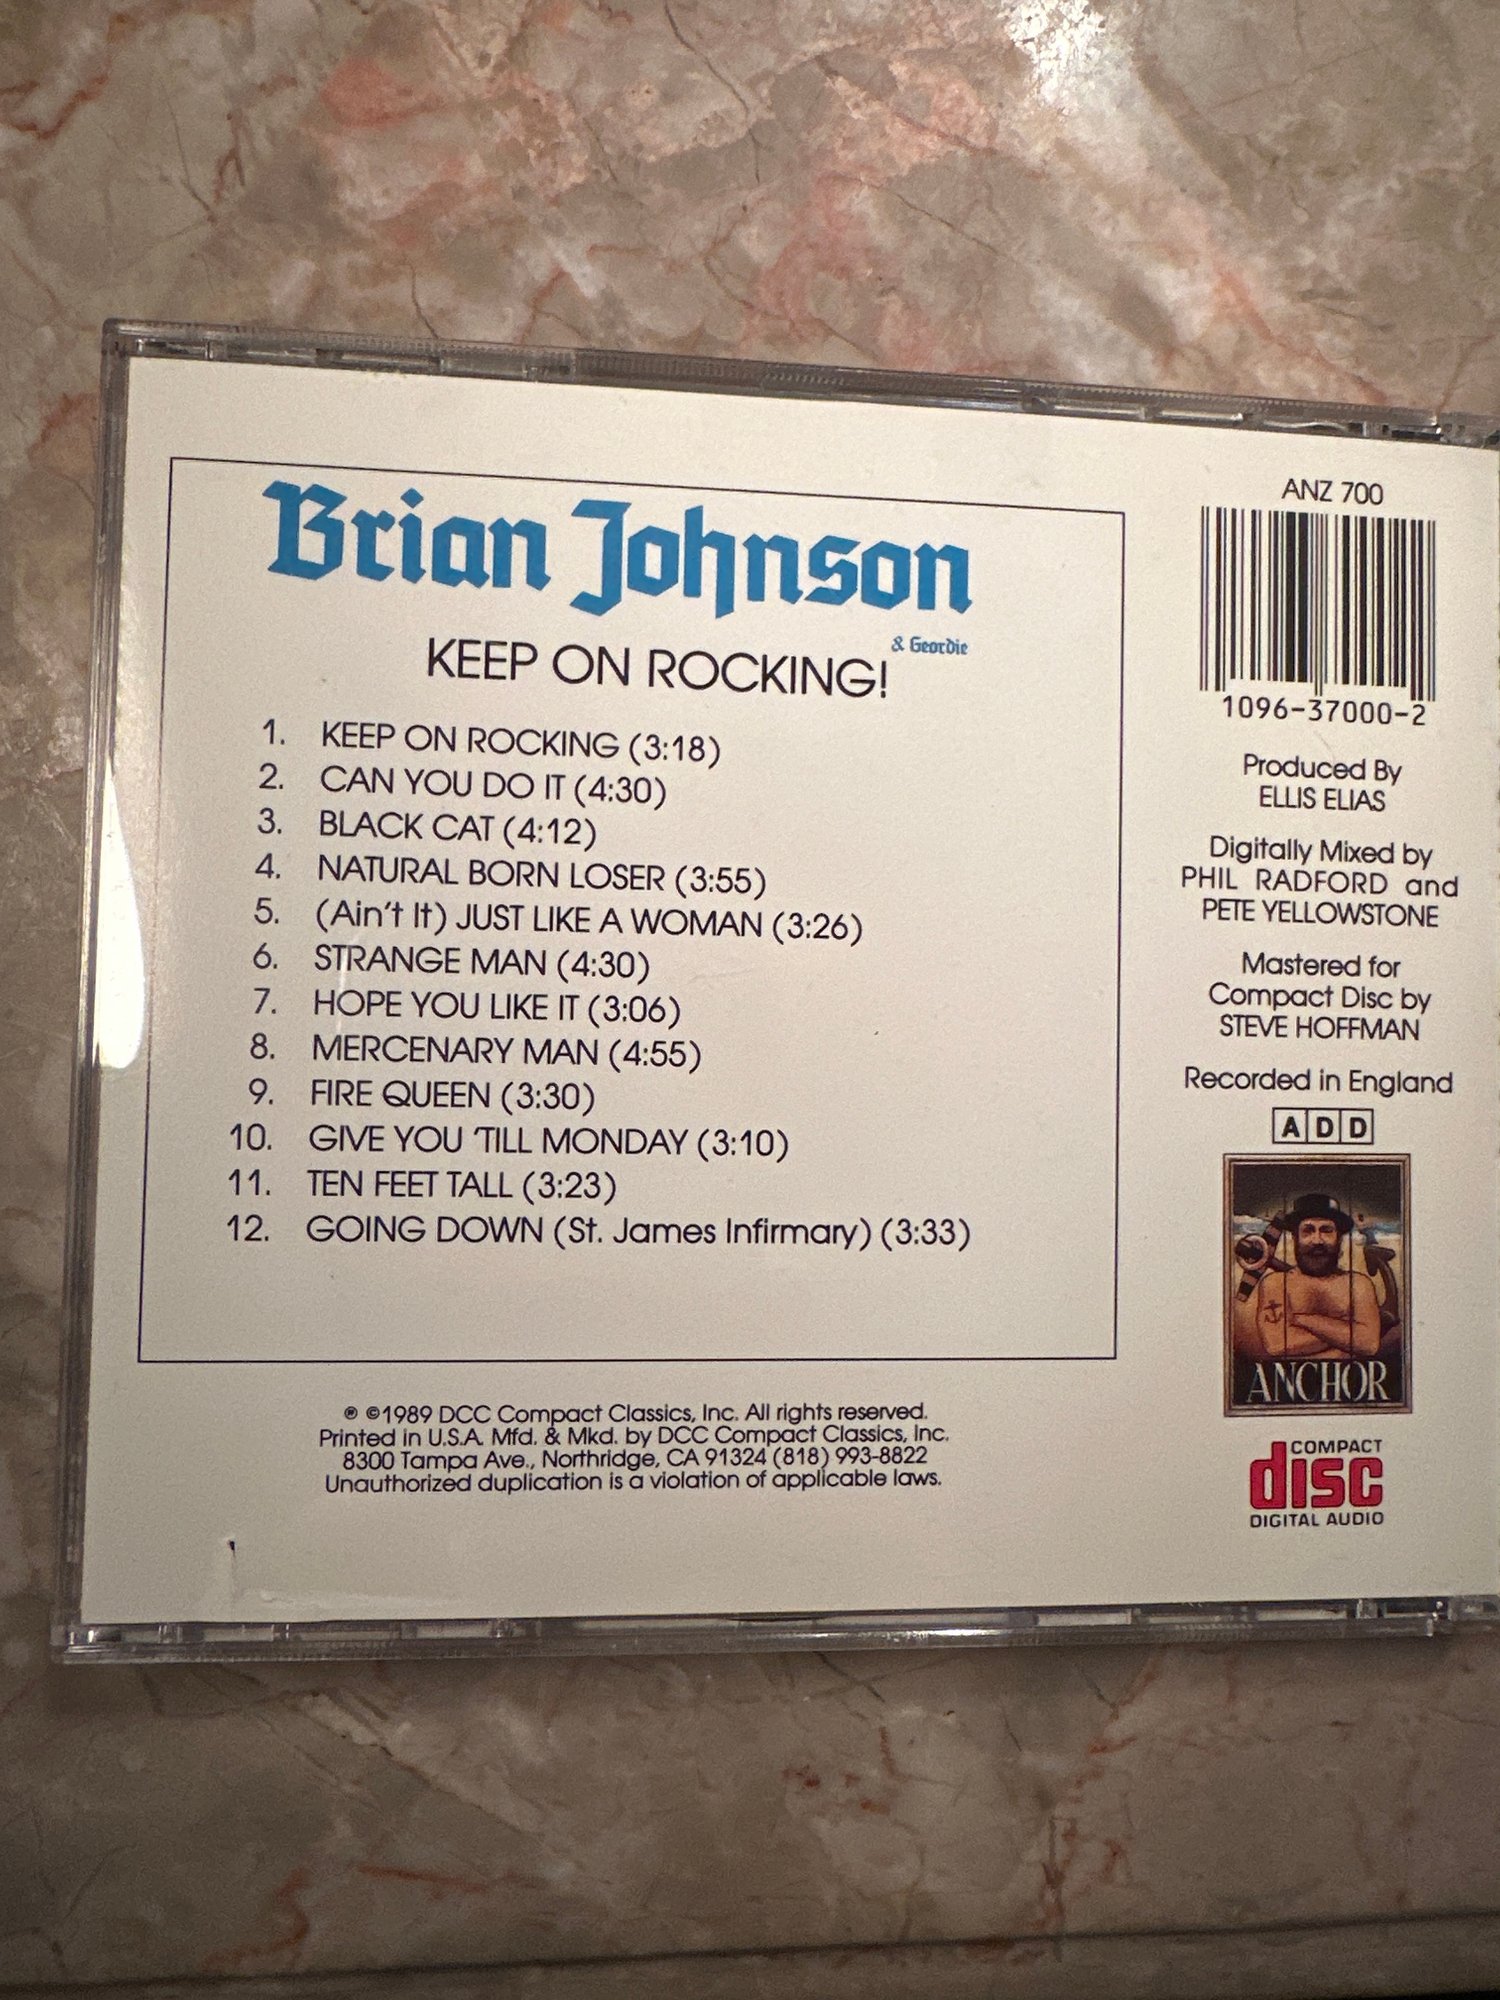 Brian Johnson
& Geordie
KEEP ON ROCKING!
1. KEEP ON ROCKING (3:18)
2. CAN YOU DO IT (4:30)
3. BLACK CAT (4:12)
4. NATURAL BORN LOSER (3:55)
5. (Ain't It) JUST LIKE A WOMAN (3:26)
6. STRANGE MAN (4:30)
7. HOPE YOU LIKE IT (3:06)
8. MERCENARY MAN (4:55)
9. FIRE QUEEN (3:30)
10. GIVE YOU 'TILL MONDAY (3:10)
11. TEN FEET TALL (3:23)
12. GOING DOWN (St. James Infirmary) (3:33)
℗ ©1989 DCC Compact Classics, Inc. All rights reserved.
Printed in U.S.A. Mfd. & Mkd. by DCC Compact Classics, Inc.
8300 Tampa Ave., Northridge, CA 91324 (818) 993-8822
Unauthorized duplication is a violation of applicable laws.
ANZ 700
1096-37000-2
Produced By
ELLIS ELIAS
Digitally Mixed by
PHIL RADFORD and
PETE YELLOWSTONE
Mastered for
Compact Disc by
STEVE HOFFMAN
Recorded in England
ADD
ANCHOR
COMPACT
disc
DIGITAL AUDIO